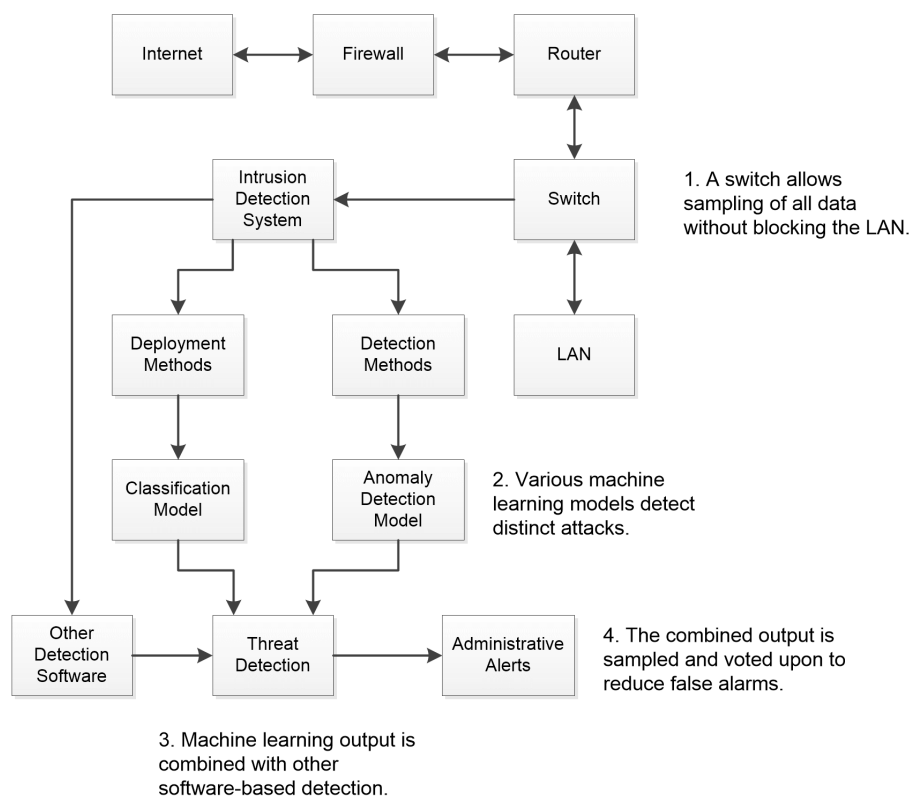 Internet
Firewall
Router
Intrusion
Detection
System
Switch
1. A switch allows
sampling of all data
without blocking the LAN.
Deployment
Methods
Detection
Methods
LAN
Classification
Model
Anomaly
Detection
Model
2. Various machine
learning models detect
distinct attacks.
Other
Detection
Software
Threat
Detection
Administrative
Alerts
4. The combined output is
sampled and voted upon to
reduce false alarms.
3. Machine learning output is
combined with other
software-based detection.